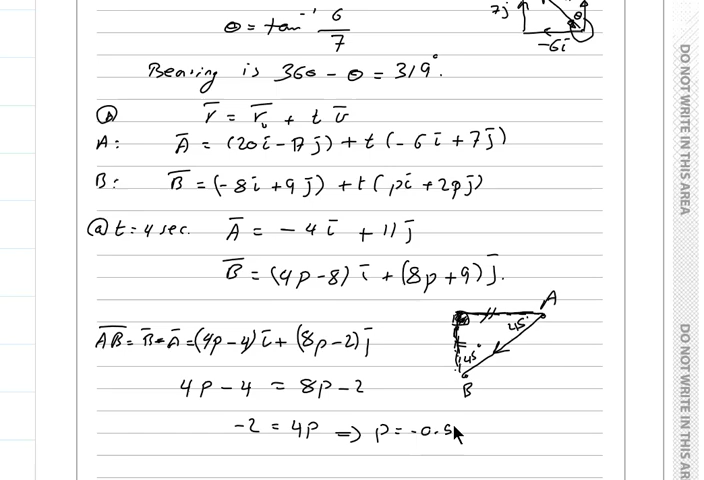 θ = tan⁻¹ 6/7
7j
θ
-6i
Bearing is 360 - θ = 319°.
r̅ = r̅₀ + t v̅
A: A̅ = (20i - 17j) + t(-6i + 7j)
B: B̅ = (-8i + 9j) + t(pi + 2pj)
@ t = 4 sec. A̅ = -4i + 11j
B̅ = (4p-8)i + (8p+9)j.
A
45°
45°
B
A̅B̅ = B̅ - A̅ = (4p-4)i + (8p-2)j
4p-4 = 8p-2
-2 = 4p ⇒ p = -0.5
DO NOT WRITE IN THIS AREA
DO NOT WRITE IN THIS AREA